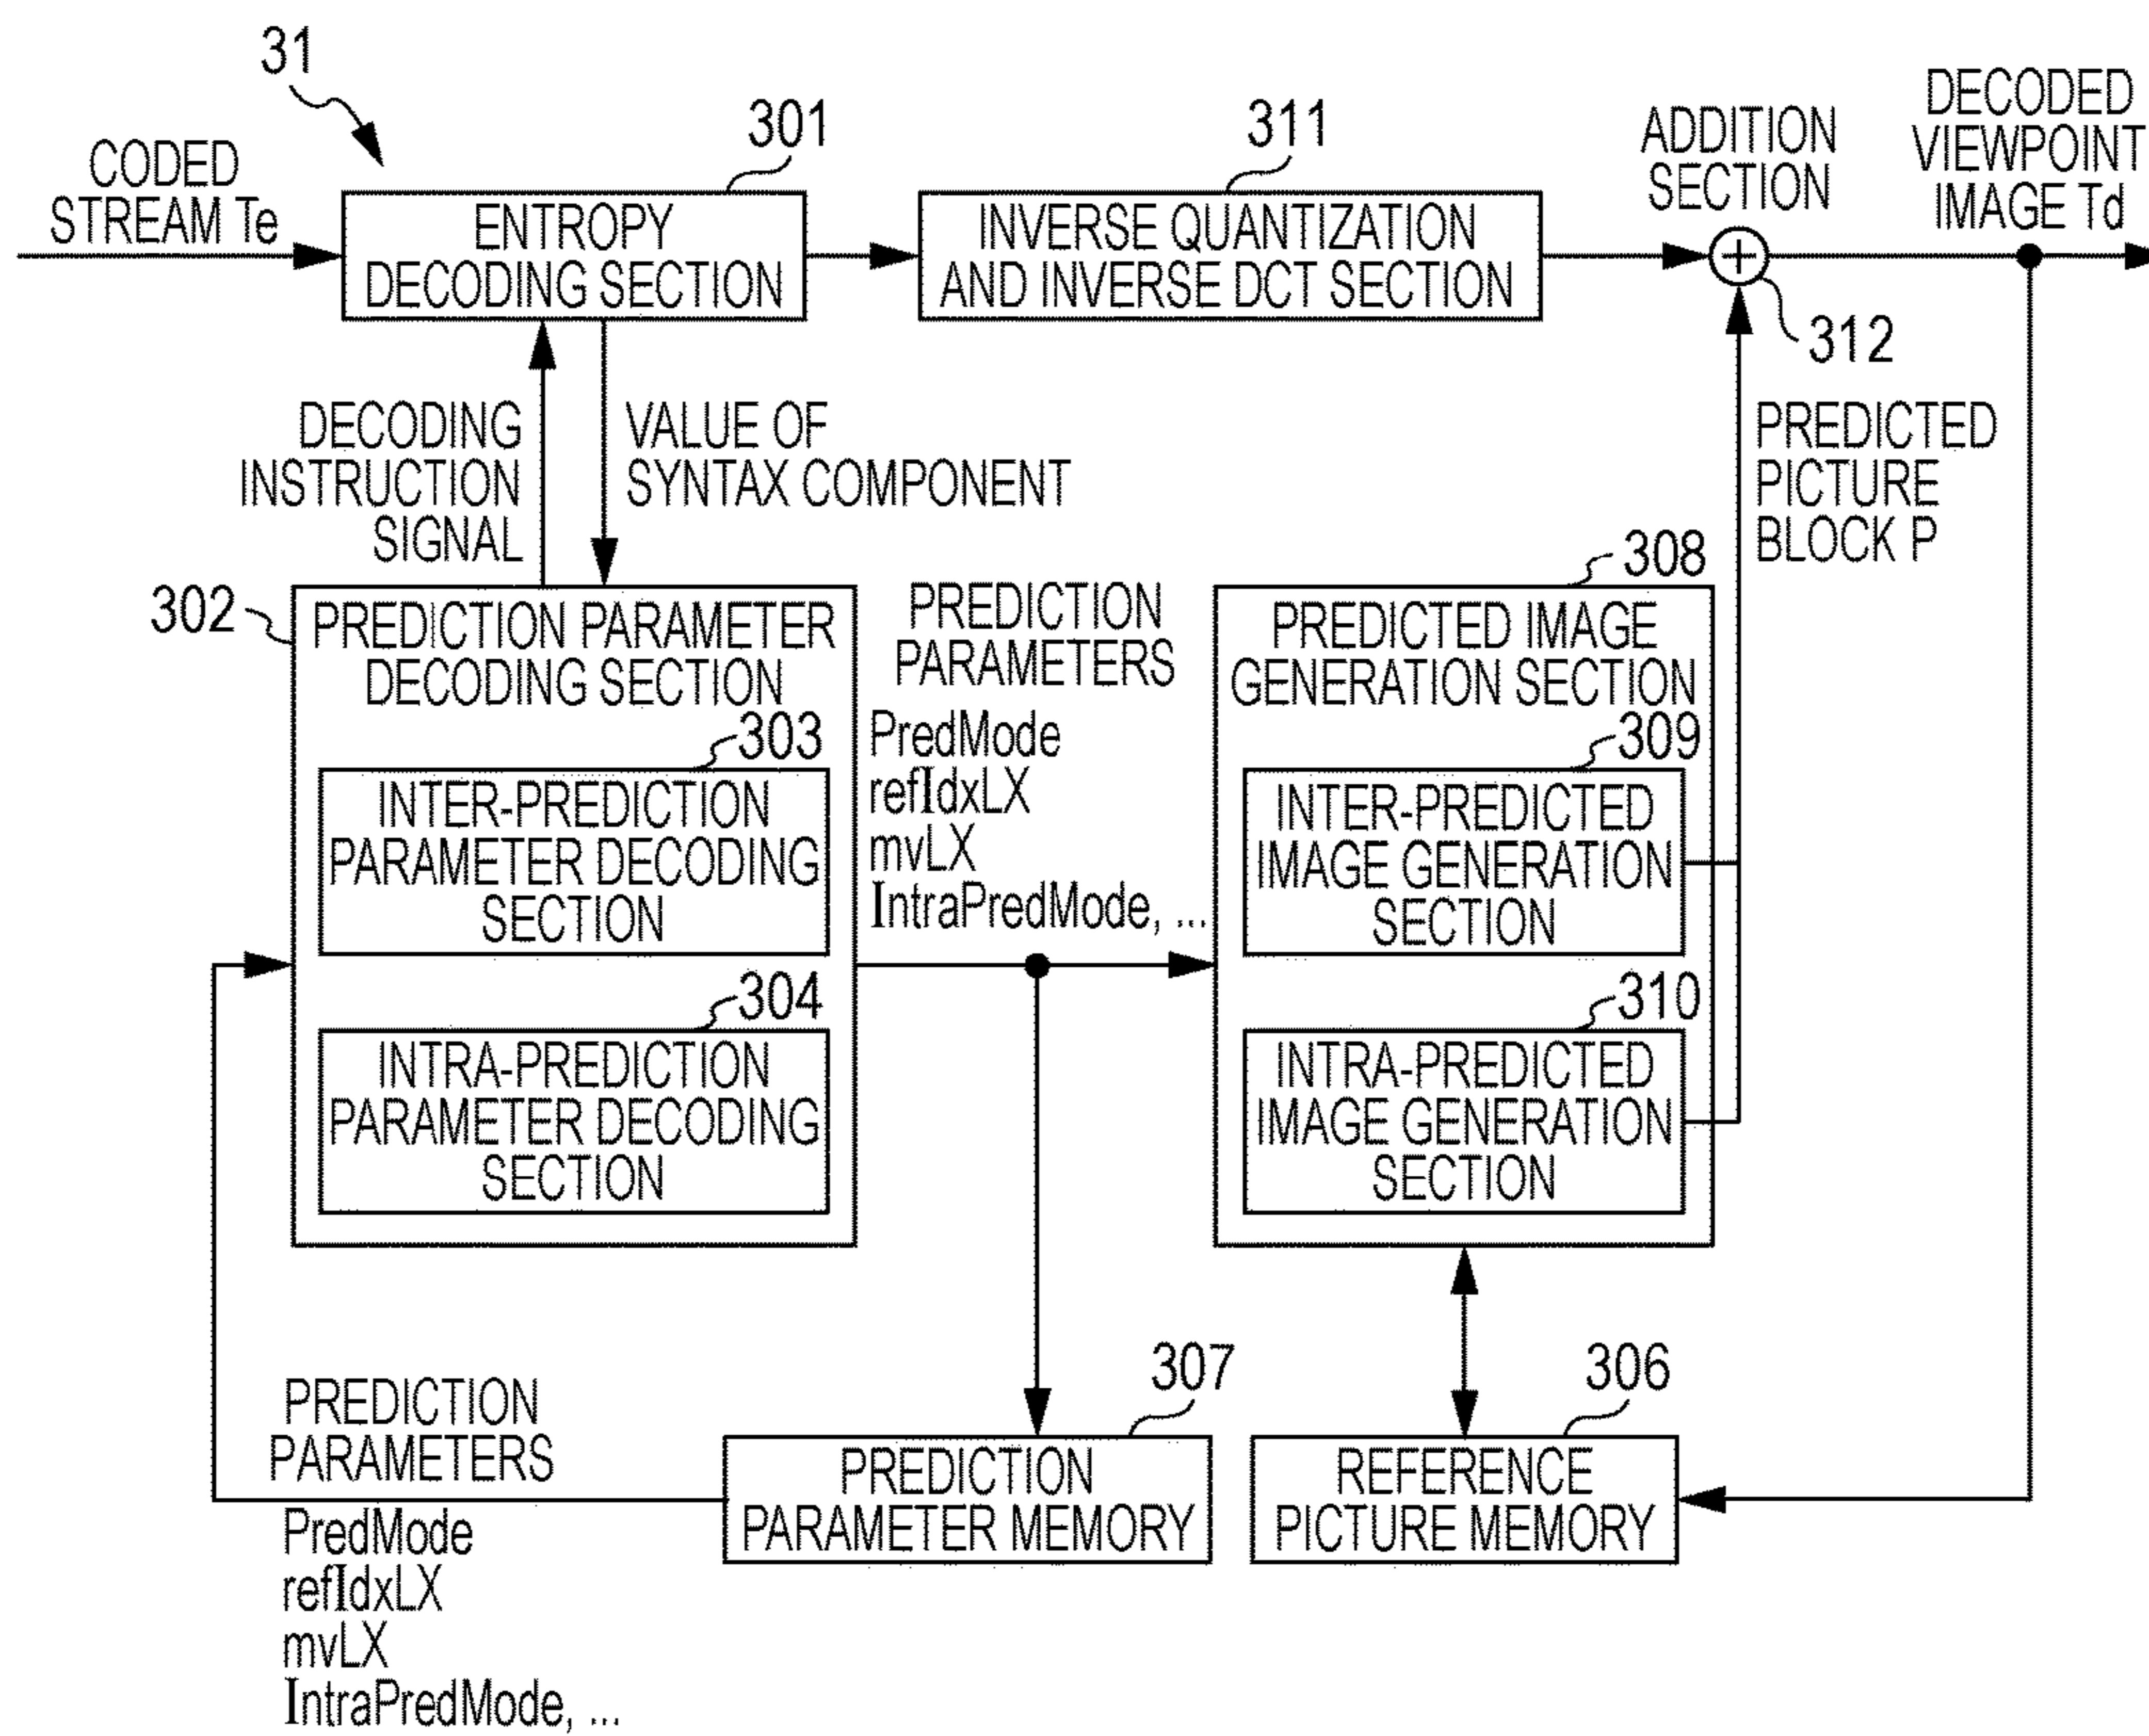 31
CODED
STREAM Te
301
ENTROPY
DECODING SECTION
311
INVERSE QUANTIZATION
AND INVERSE DCT SECTION
ADDITION
SECTION
312
DECODED
VIEWPOINT
IMAGE Td
DECODING
INSTRUCTION
SIGNAL
VALUE OF
SYNTAX COMPONENT
PREDICTED
PICTURE
BLOCK P
302
PREDICTION PARAMETER
DECODING SECTION
303
INTER-PREDICTION
PARAMETER DECODING
SECTION
304
INTRA-PREDICTION
PARAMETER DECODING
SECTION
PREDICTION
PARAMETERS
PredMode
refIdxLX
mvLX
IntraPredMode, ...
308
PREDICTED IMAGE
GENERATION SECTION
309
INTER-PREDICTED
IMAGE GENERATION
SECTION
310
INTRA-PREDICTED
IMAGE GENERATION
SECTION
PREDICTION
PARAMETERS
PredMode
refIdxLX
mvLX
IntraPredMode, ...
307
PREDICTION
PARAMETER MEMORY
306
REFERENCE
PICTURE MEMORY